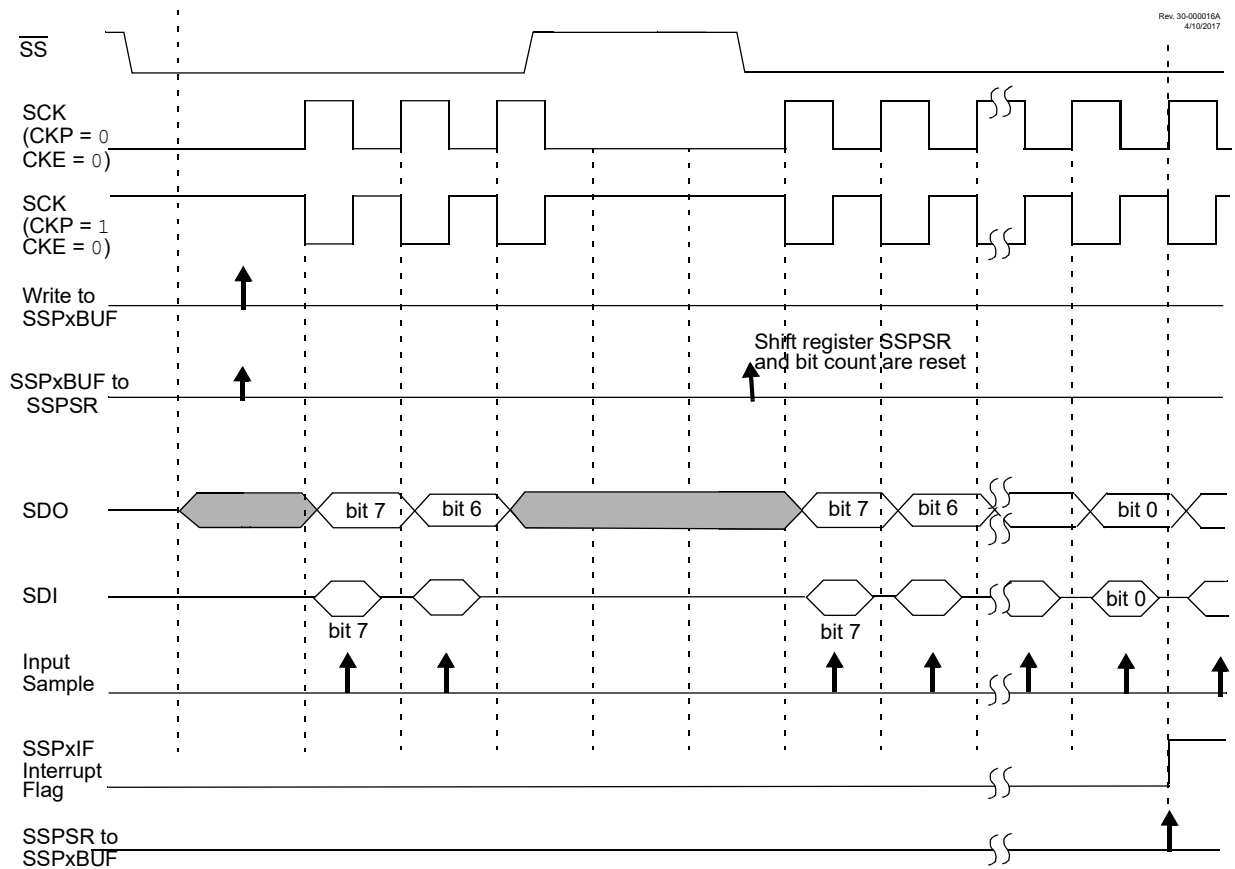 Rev. 30-000016A
4/10/2017
SS
SCK
(CKP = 0
CKE = 0)
SCK
(CKP = 1
CKE = 0)
Write to
SSPxBUF
Shift register SSPSR
and bit count are reset
SSPxBUF to
SSPSR
SDO
bit 7
bit 6
bit 7
bit 6
bit 0
SDI
bit 0
bit 7
bit 7
Input
Sample
SSPxIF
Interrupt
Flag
SSPSR to
SSPxBUF